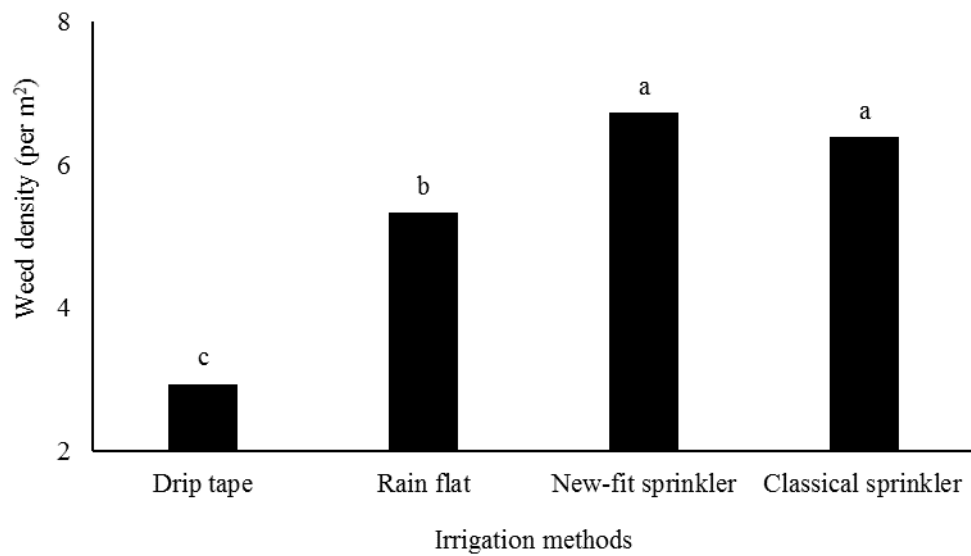 8
6
4
2
Weed density (per m²)
c
b
a
a
Drip tape
Rain flat
New-fit sprinkler
Classical sprinkler
Irrigation methods